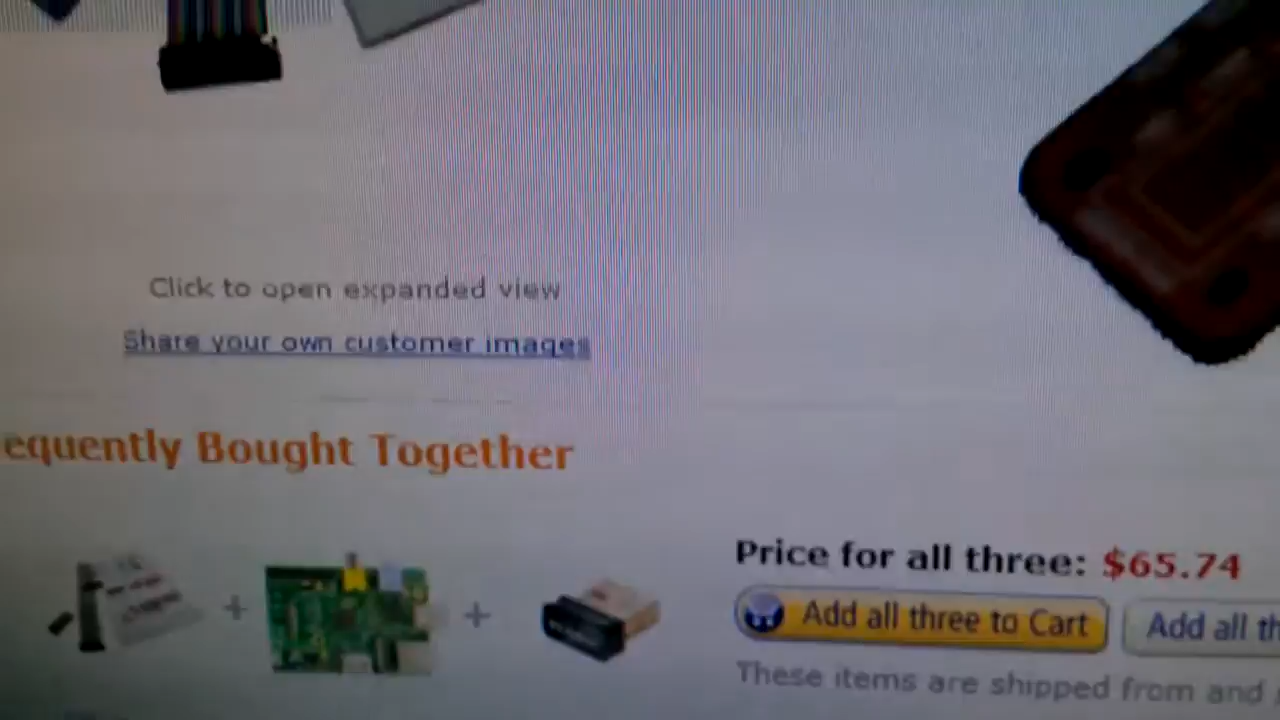 Click to open expanded view
Share your own customer images
equently Bought Together
Price for all three: $65.74
Add all three to Cart
Add all th
These items are shipped from and